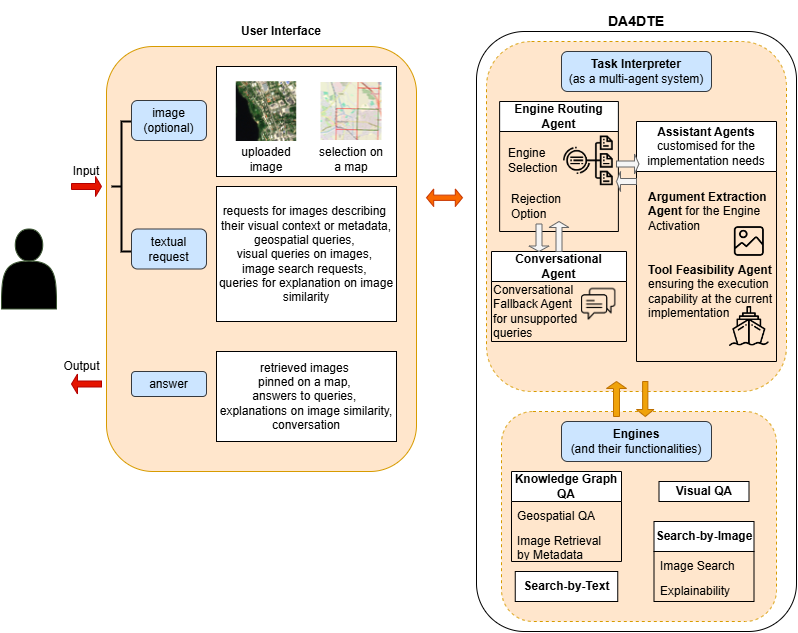 DA4DTE
User Interface
Input
image
(optional)
uploaded
image
selection on
a map
textual
request
requests for images describing
their visual context or metadata,
geospatial queries,
visual queries on images,
image search requests,
queries for explanation on image
similarity
Output
answer
retrieved images
pinned on a map,
answers to queries,
explanations on image similarity,
conversation
Task Interpreter
(as a multi-agent system)
Engine Routing
Agent
Engine
Selection
Rejection
Option
Assistant Agents
customised for the
implementation needs
Argument Extraction
Agent for the Engine
Activation
Tool Feasibility Agent
ensuring the execution
capability at the current
implementation
Conversational
Agent
Conversational
Fallback Agent
for unsupported
queries
Engines
(and their functionalities)
Knowledge Graph
QA
Geospatial QA
Image Retrieval
by Metadata
Visual QA
Search-by-Image
Image Search
Explainability
Search-by-Text